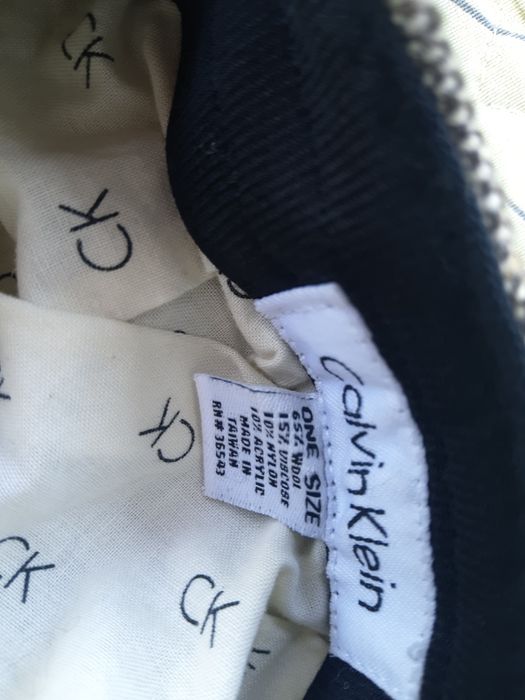 Calvin Klein
ONE SIZE
65% WOOL
15% VISCOSE
10% NYLON
10% ACRYLIC
MADE IN
TAIWAN
RN# 36543
CK
CK
CK
CK
CK